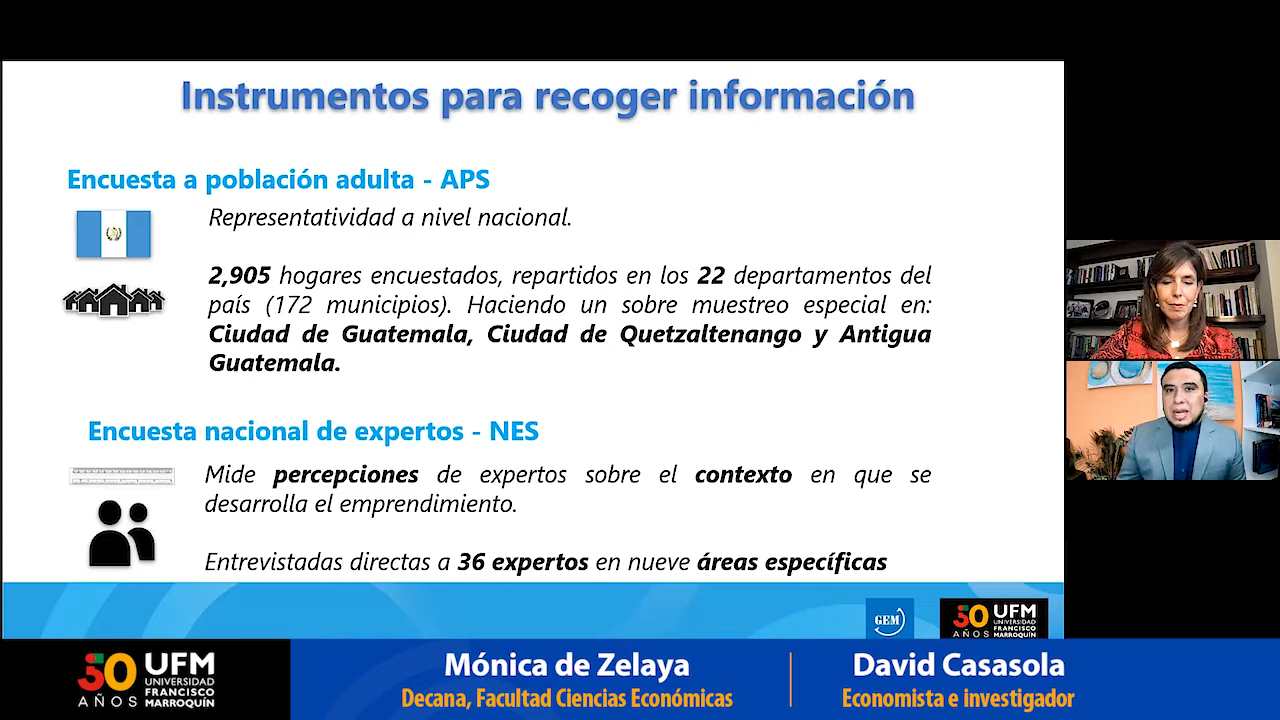 Instrumentos para recoger información
Encuesta a población adulta - APS
Representatividad a nivel nacional.
2,905 hogares encuestados, repartidos en los 22 departamentos del
país (172 municipios). Haciendo un sobre muestreo especial en:
Ciudad de Guatemala, Ciudad de Quetzaltenango y Antigua
Guatemala.
Encuesta nacional de expertos - NES
Mide percepciones de expertos sobre el contexto en que se
desarrolla el emprendimiento.
Entrevistadas directas a 36 expertos en nueve áreas específicas
GEM
50 AÑOS
UFM
UNIVERSIDAD
FRANCISCO
MARROQUÍN
50 AÑOS
UFM
UNIVERSIDAD
FRANCISCO
MARROQUÍN
Mónica de Zelaya
Decana, Facultad Ciencias Económicas
David Casasola
Economista e investigador